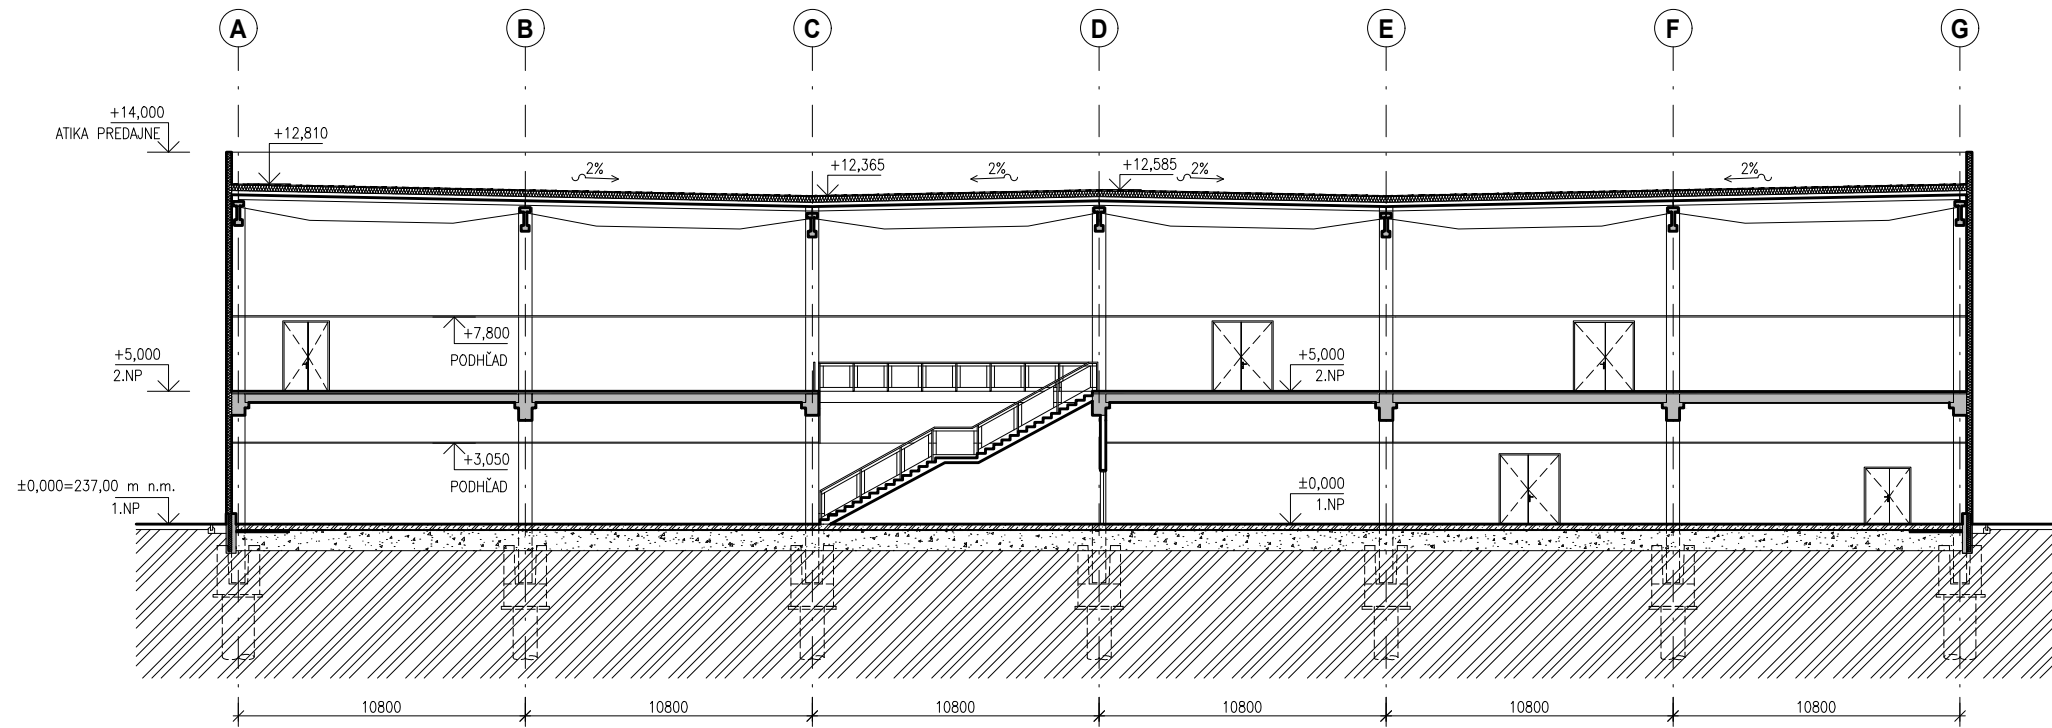 A B C D E F G
+14,000
ATIKA PREDAJNE
+12,810
2%
+12,365
2%
+12,585
2%
2%
+7,800
PODHĽAD
+5,000
2.NP
+5,000
2.NP
+3,050
PODHĽAD
±0,000=237,00 m n.m.
1.NP
±0,000
1.NP
10800 10800 10800 10800 10800 10800